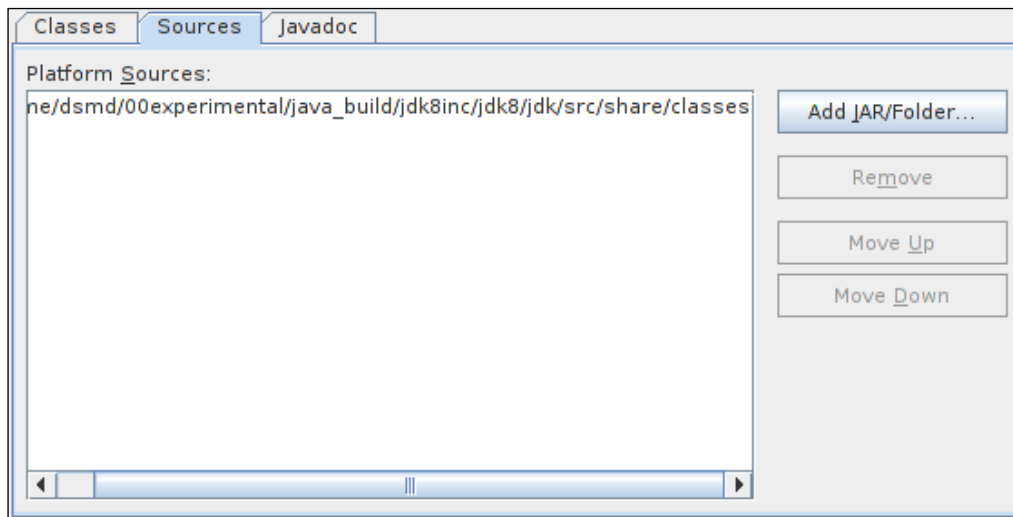 Classes Sources Javadoc
Platform Sources:
ne/dsmd/00experimental/java_build/jdk8inc/jdk8/jdk/src/share/classes
Add JAR/Folder...
Remove
Move Up
Move Down